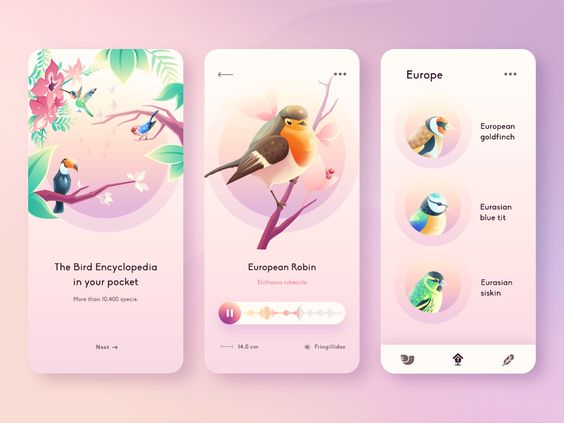 The Bird Encyclopedia
in your pocket
More than 10.400 specie
Next →
European Robin
Erithacus rubezula
14.0 cm
Fringillidae
Europe
European
goldfinch
Eurasian
blue tit
Eurasian
siskin